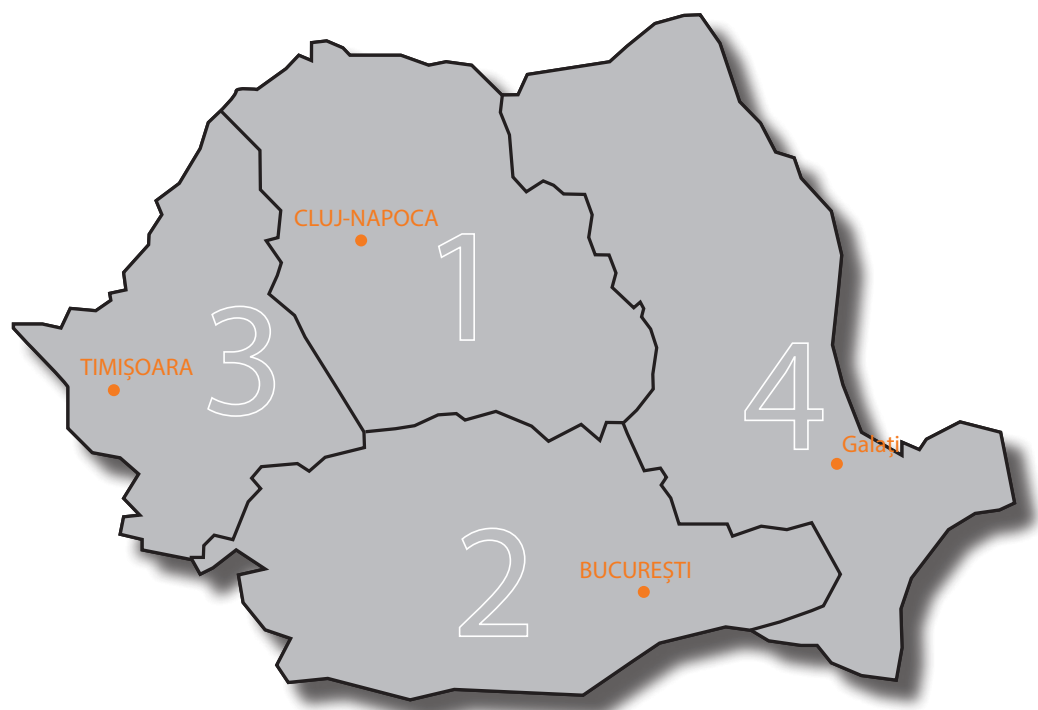 CLUJ-NAPOCA
1
3
TIMIȘOARA
4
Galați
2
BUCUREȘTI